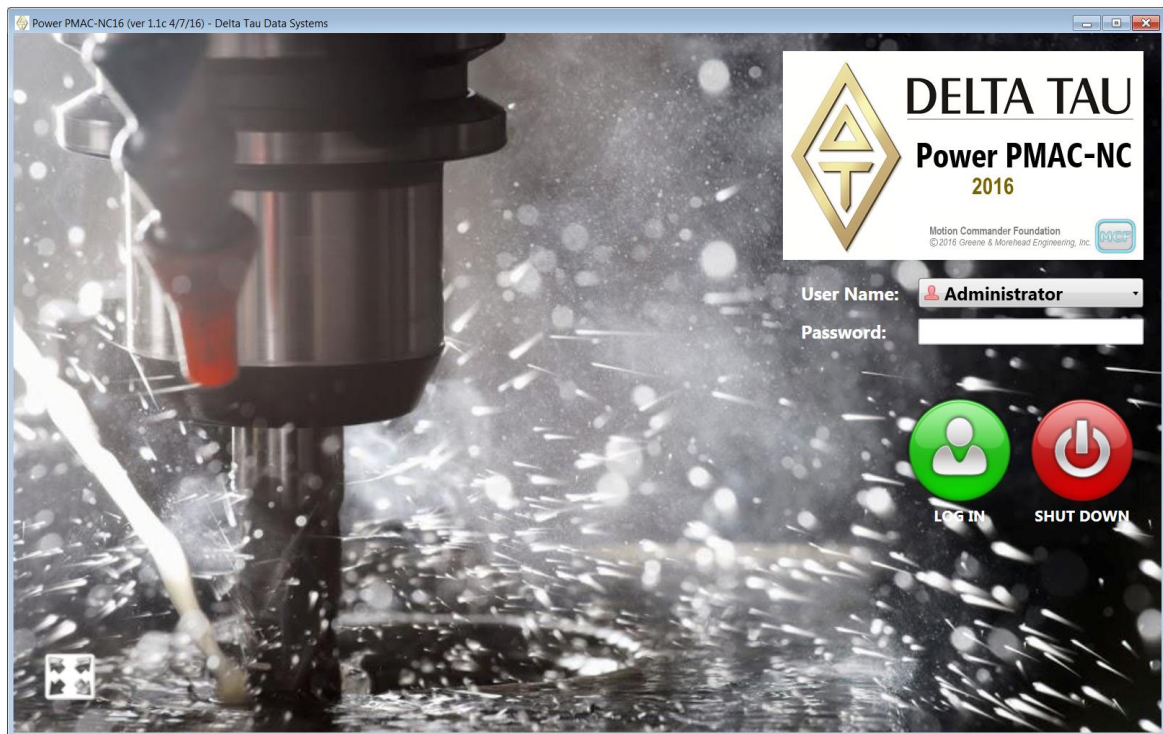 Power PMAC-NC16 (ver 1.1c 4/7/16) - Delta Tau Data Systems
DELTA TAU
Power PMAC-NC
2016
Motion Commander Foundation
©2016 Greene & Morehead Engineering, Inc.
MCF
User Name:
Administrator
Password:
LOG IN
SHUT DOWN